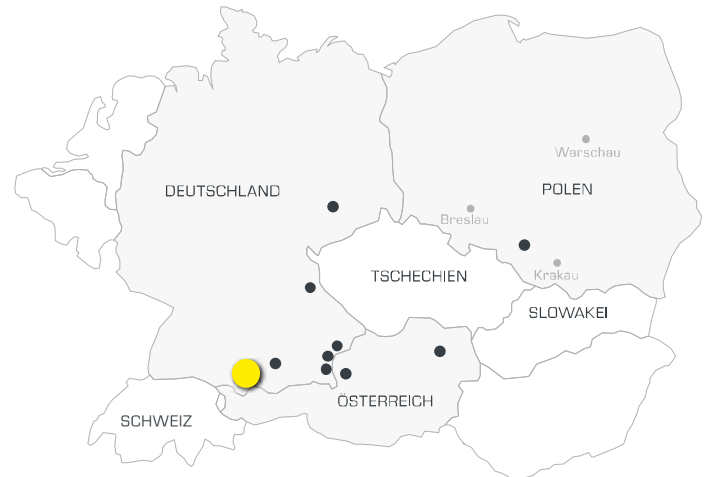 Warschau
DEUTSCHLAND
POLEN
Breslau
TSCHECHIEN
Krakau
SLOWAKEI
ÖSTERREICH
SCHWEIZ